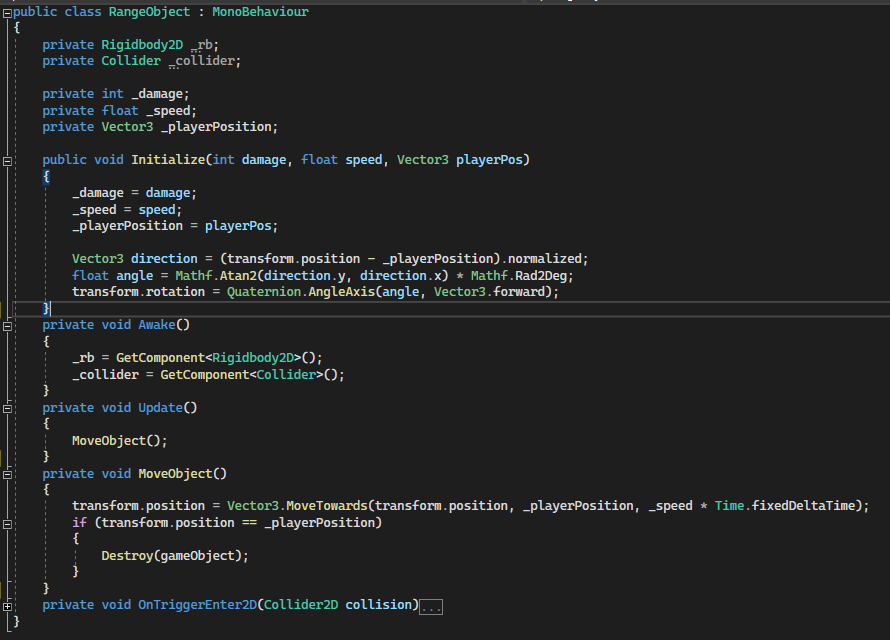 public class RangeObject : MonoBehaviour
{
    private Rigidbody2D _rb;
    private Collider _collider;

    private int _damage;
    private float _speed;
    private Vector3 _playerPosition;

    public void Initialize(int damage, float speed, Vector3 playerPos)
    {
        _damage = damage;
        _speed = speed;
        _playerPosition = playerPos;

        Vector3 direction = (transform.position - _playerPosition).normalized;
        float angle = Mathf.Atan2(direction.y, direction.x) * Mathf.Rad2Deg;
        transform.rotation = Quaternion.AngleAxis(angle, Vector3.forward);
    }
    private void Awake()
    {
        _rb = GetComponent<Rigidbody2D>();
        _collider = GetComponent<Collider>();
    }
    private void Update()
    {
        MoveObject();
    }
    private void MoveObject()
    {
        transform.position = Vector3.MoveTowards(transform.position, _playerPosition, _speed * Time.fixedDeltaTime);
        if (transform.position == _playerPosition)
        {
            Destroy(gameObject);
        }
    }
    private void OnTriggerEnter2D(Collider2D collision)...
}